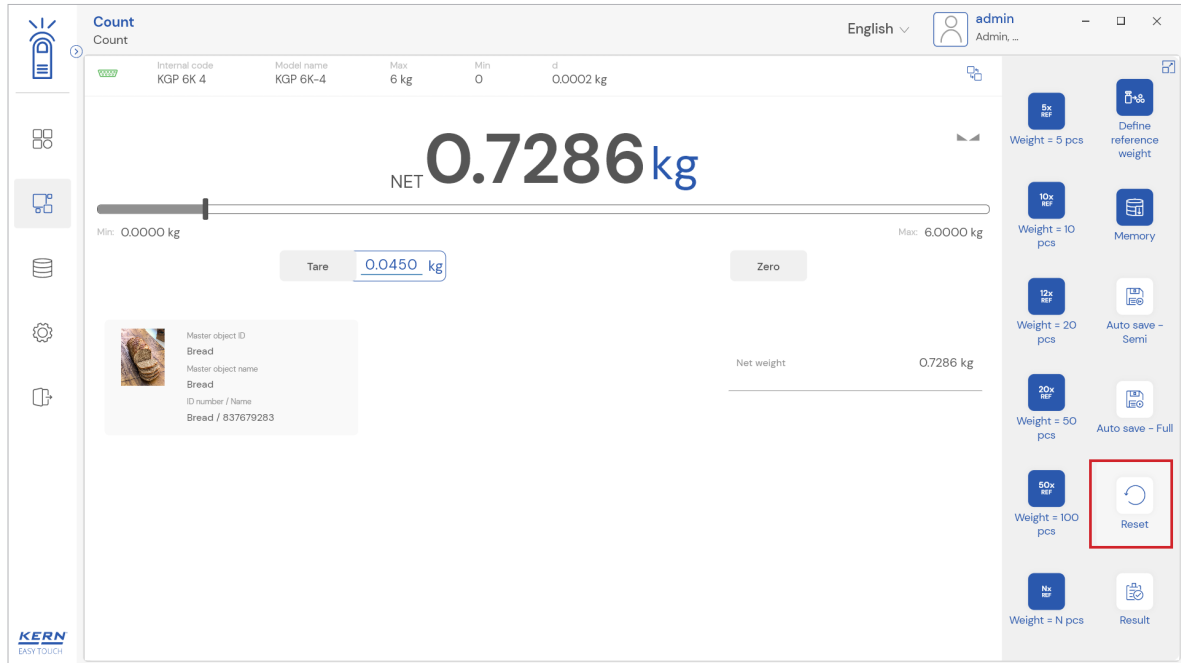 Count
Count
English
admin
Admin, ...
Internal code
KGP 6K 4
Model name
KGP 6K-4
Max
6 kg
Min
0
d
0.0002 kg
NET 0.7286 kg
Min: 0.0000 kg
Max: 6.0000 kg
Tare
0.0450 kg
Zero
Master object ID
Bread
Master object name
Bread
ID number / Name
Bread / 837679283
Net weight
0.7286 kg
5x
REF
Weight = 5 pcs
Define
reference
weight
10x
REF
Weight = 10
pcs
Memory
12x
REF
Weight = 20
pcs
Auto save -
Semi
20x
REF
Weight = 50
pcs
Auto save - Full
50x
REF
Weight = 100
pcs
Reset
Nx
REF
Weight = N pcs
Result
KERN
EASY TOUCH